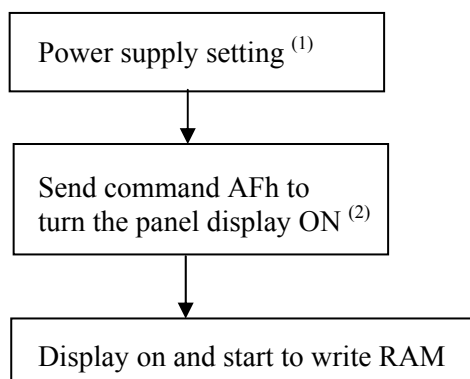 Power supply setting (1)
Send command AFh to
turn the panel display ON (2)
Display on and start to write RAM